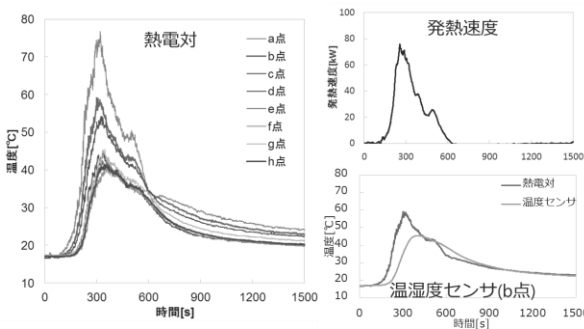 熱電対
温度[℃]
80
70
60
50
40
30
20
10
a点
b点
c点
d点
e点
f点
g点
h点
0
300
600
900
1200
1500
時間[s]
発熱速度
発熱速度[kW]
100
80
60
40
20
0
0
300
600
900
1200
1500
温度[℃]
80
70
60
50
40
30
20
10
熱電対
温度センサ
温湿度センサ(b点)
0
300
600
900
1200
1500
時間[s]